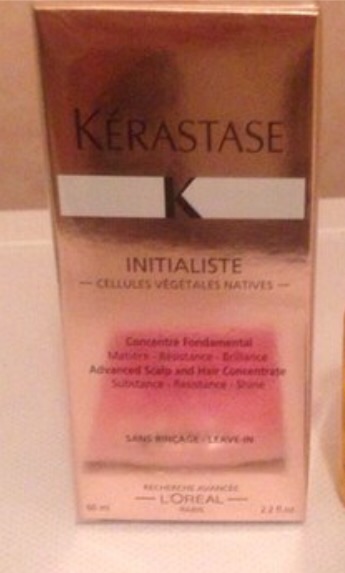 KÉRASTASE
K
INITIALISTE
— CELLULES VÉGÉTALES NATIVES —
Concentré Fondamental
Matière - Résistance - Brillance
Advanced Scalp and Hair Concentrate
Substance - Resistance - Shine
SANS RINÇAGE - LEAVE-IN
RECHERCHE AVANCÉE
— L'ORÉAL —
PARIS
60 ml 2.2 fl.oz